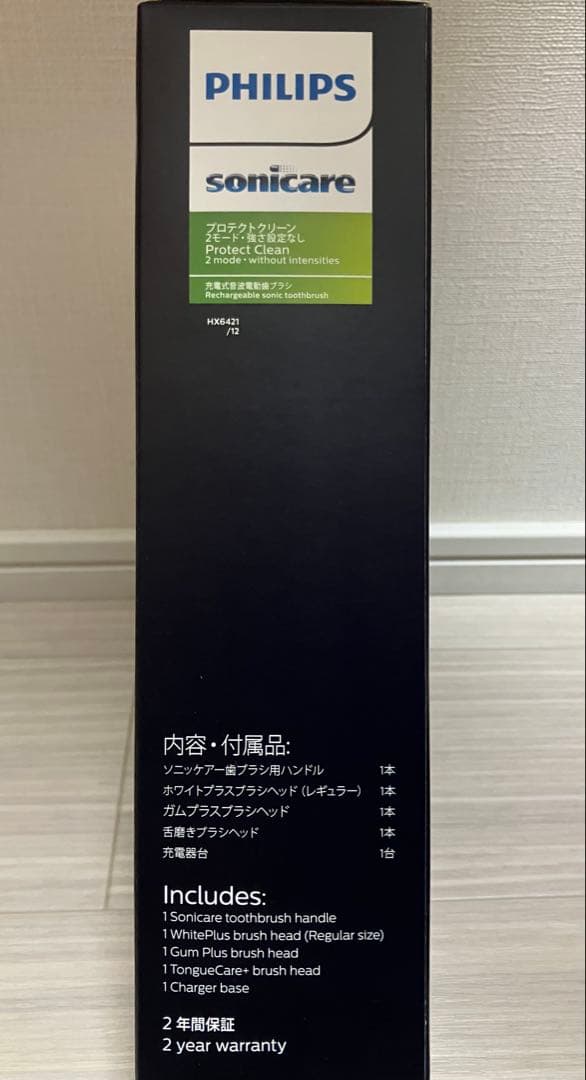 PHILIPS
sonicare
プロテクトクリーン
2モード・強さ設定なし
Protect Clean
2 mode • without intensities
充電式音波電動歯ブラシ
Rechargeable sonic toothbrush
HX6421
/12
内容・付属品:
ソニッケアー歯ブラシ用ハンドル 1本
ホワイトプラスブラシヘッド（レギュラー） 1本
ガムプラスブラシヘッド 1本
舌磨きブラシヘッド 1本
充電器台 1台
Includes:
1 Sonicare toothbrush handle
1 WhitePlus brush head (Regular size)
1 Gum Plus brush head
1 TongueCare+ brush head
1 Charger base
2 年間保証
2 year warranty